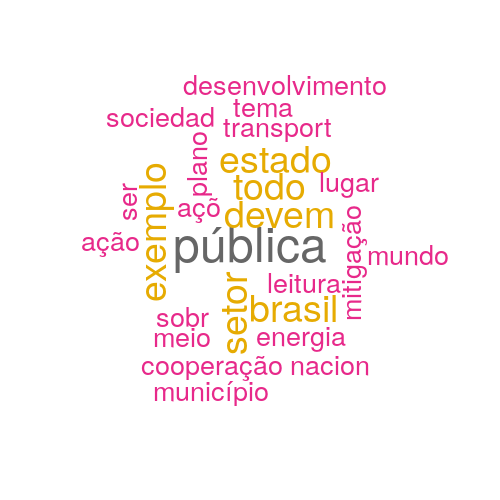 desenvolvimento
tema
sociedad
transport
plano
estado
todo
lugar
ser
exemplo
açõ
devem
ação
pública
mitigação
mundo
setor
leitura
brasil
sobr
meio
energia
cooperação
nacion
município